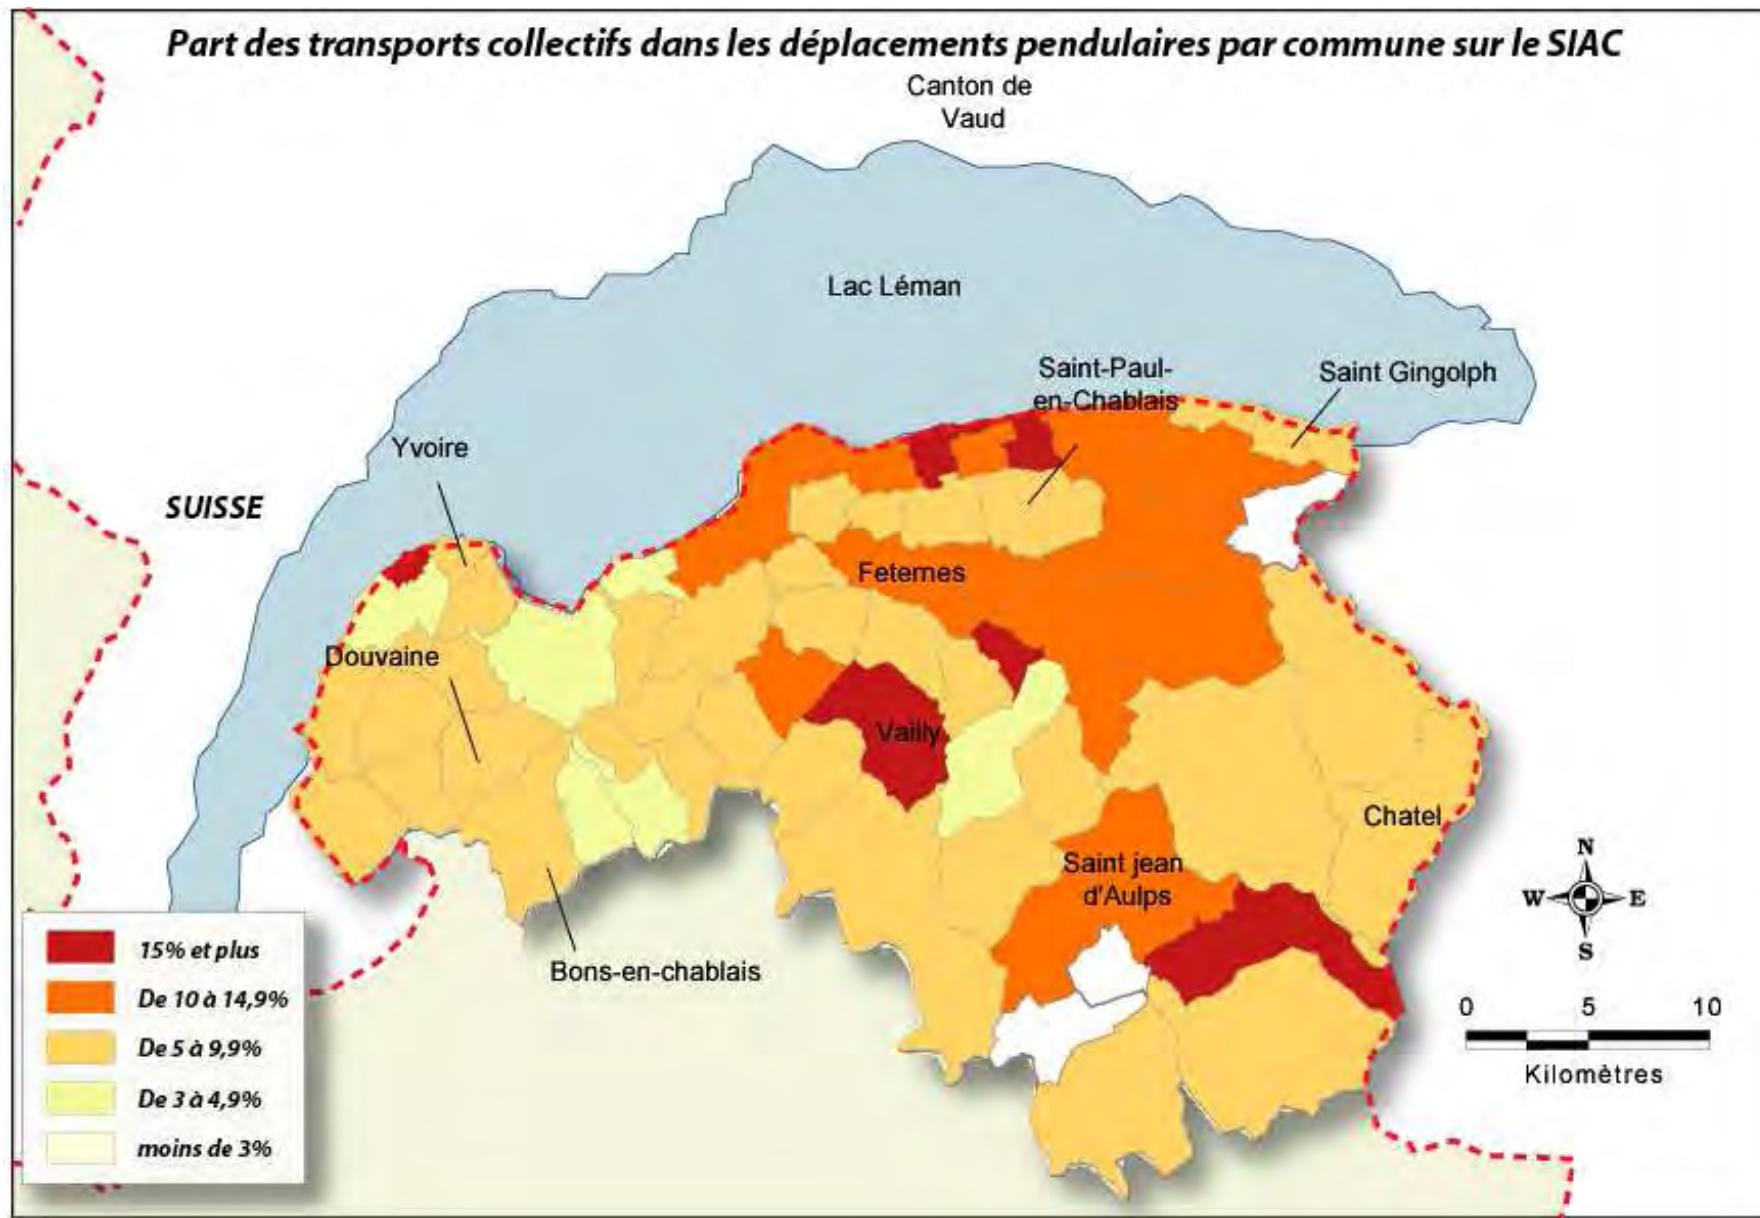 Part des transports collectifs dans les déplacements pendulaires par commune sur le SIAC
Canton de
Vaud
Lac Léman
Saint-Paul-
en-Chablais
Saint Gingolph
Yvoire
SUISSE
Feternes
Douvaine
Vailly
Chatel
Saint jean
d'Aulps
Bons-en-chablais
N
W
E
S
0
5
10
Kilomètres
15% et plus
De 10 à 14,9%
De 5 à 9,9%
De 3 à 4,9%
moins de 3%